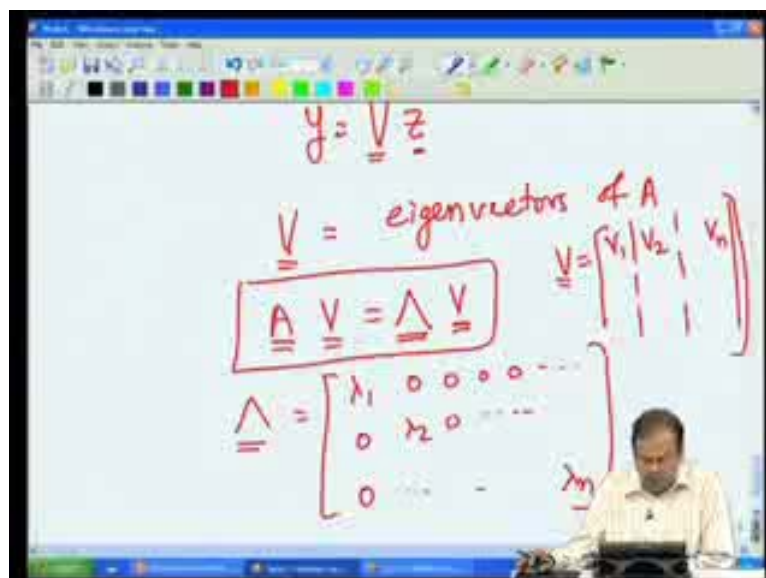 y = V z
V = eigenvectors of A
V = [ v₁ | v₂ | | vₙ ]
A V = Λ V
Λ = [ λ₁ 0 0 0 0 ...
0 λ₂ 0 ....
0 ... - λₙ ]